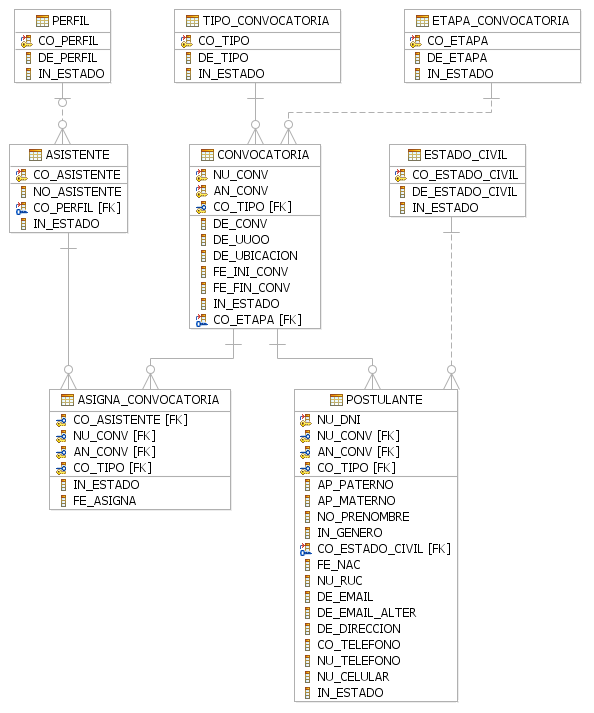 PERFIL
CO_PERFIL
DE_PERFIL
IN_ESTADO
TIPO_CONVOCATORIA
CO_TIPO
DE_TIPO
IN_ESTADO
ETAPA_CONVOCATORIA
CO_ETAPA
DE_ETAPA
IN_ESTADO
ASISTENTE
CO_ASISTENTE
NO_ASISTENTE
CO_PERFIL [FK]
IN_ESTADO
CONVOCATORIA
NU_CONV
AN_CONV
CO_TIPO [FK]
DE_CONV
DE_UUOO
DE_UBICACION
FE_INI_CONV
FE_FIN_CONV
IN_ESTADO
CO_ETAPA [FK]
ESTADO_CIVIL
CO_ESTADO_CIVIL
DE_ESTADO_CIVIL
IN_ESTADO
ASIGNA_CONVOCATORIA
CO_ASISTENTE [FK]
NU_CONV [FK]
AN_CONV [FK]
CO_TIPO [FK]
IN_ESTADO
FE_ASIGNA
POSTULANTE
NU_DNI
NU_CONV [FK]
AN_CONV [FK]
CO_TIPO [FK]
AP_PATERNO
AP_MATERNO
NO_PRENOMBRE
IN_GENERO
CO_ESTADO_CIVIL [FK]
FE_NAC
NU_RUC
DE_EMAIL
DE_EMAIL_ALTER
DE_DIRECCION
CO_TELEFONO
NU_TELEFONO
NU_CELULAR
IN_ESTADO